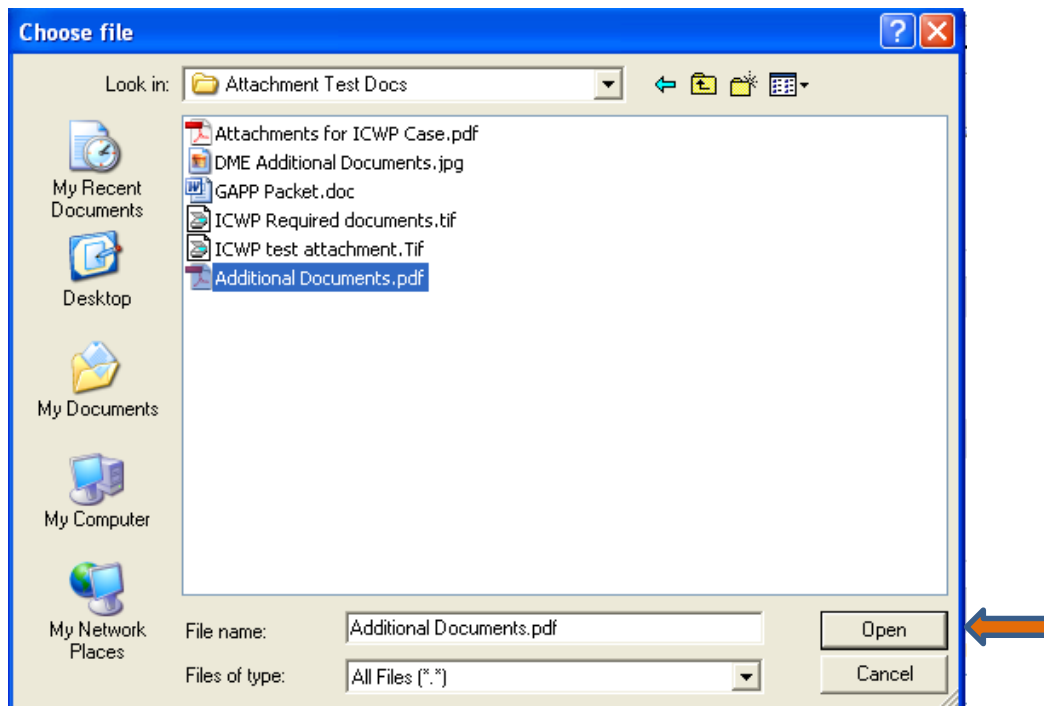 Choose file
Look in:
Attachment Test Docs
My Recent
Documents
Desktop
My Documents
My Computer
My Network
Places
Attachments for ICWP Case.pdf
DME Additional Documents.jpg
GAPP Packet.doc
ICWP Required documents.tif
ICWP test attachment.Tif
Additional Documents.pdf
File name:
Additional Documents.pdf
Open
Files of type:
All Files (*.*)
Cancel